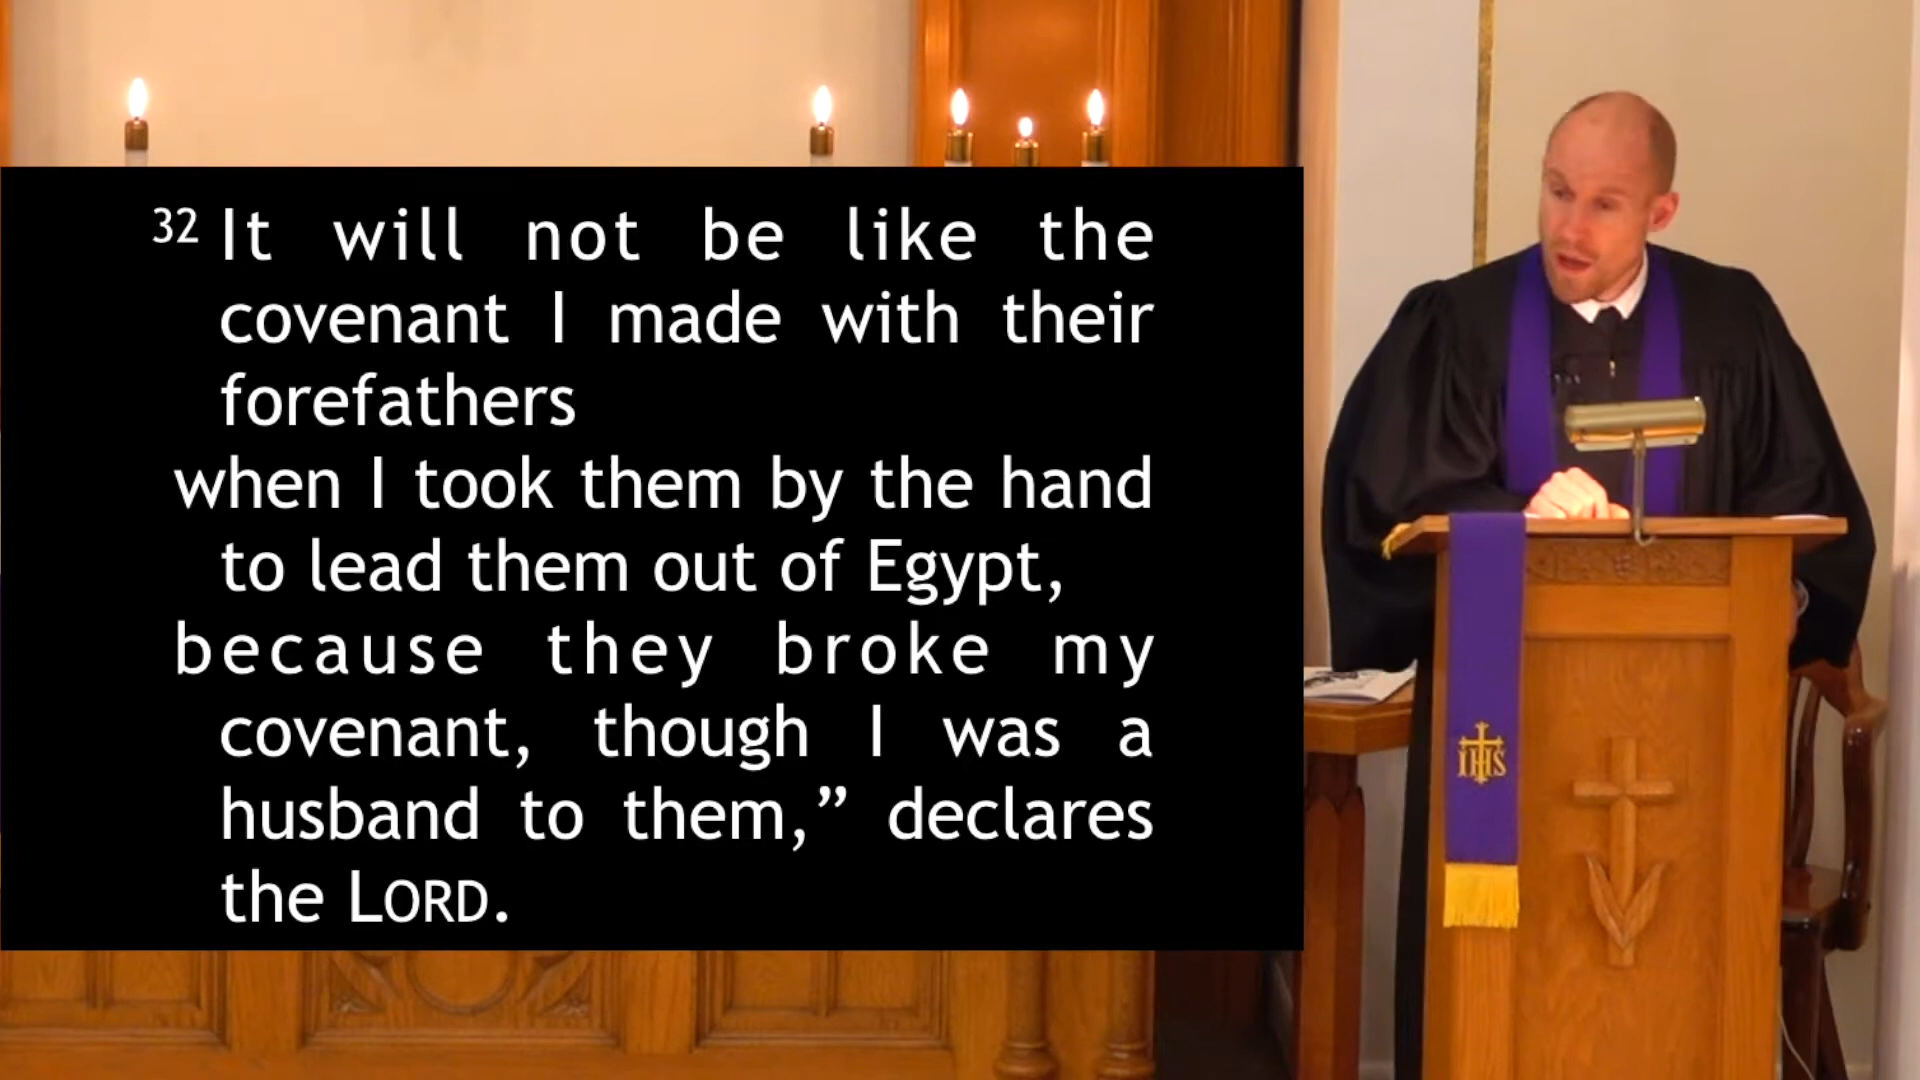 32 It will not be like the
covenant I made with their
forefathers
when I took them by the hand
to lead them out of Egypt,
because they broke my
covenant, though I was a
husband to them,” declares
the LORD.
IHS